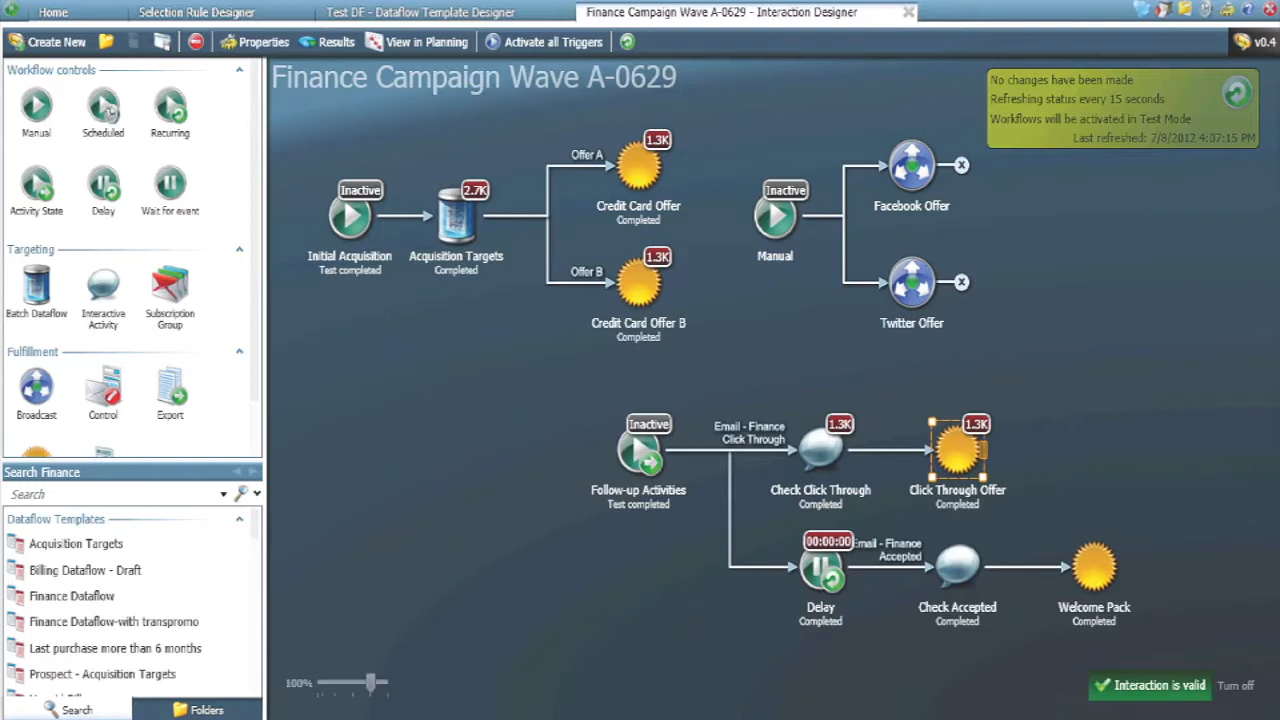 Home
Selection Rule Designer
Test DF - Dataflow Template Designer
Finance Campaign Wave A-0629 - Interaction Designer
Create New
Properties
Results
View in Planning
Activate all Triggers
v0.4
Workflow controls
Manual
Scheduled
Recurring
Activity State
Delay
Wait for event
Targeting
Batch Dataflow
Interactive
Activity
Subscription
Group
Fulfillment
Broadcast
Control
Export
Search Finance
Search
Dataflow Templates
Acquisition Targets
Billing Dataflow - Draft
Finance Dataflow
Finance Dataflow-with transpromo
Last purchase more than 6 months
Prospect - Acquisition Targets
Search
Folders
Finance Campaign Wave A-0629
No changes have been made
Refreshing status every 15 seconds
Workflows will be activated in Test Mode
Last refreshed: 7/8/2012 4:07:15 PM
Inactive
Initial Acquisition
Test completed
2.7K
Acquisition Targets
Completed
Offer A
1.3K
Credit Card Offer
Completed
Offer B
1.3K
Credit Card Offer B
Completed
Inactive
Manual
Facebook Offer
X
Twitter Offer
X
Inactive
Follow-up Activities
Test completed
Email - Finance
Click Through
1.3K
Check Click Through
Completed
1.3K
Click Through Offer
Completed
00:00:00
Delay
Completed
Email - Finance
Accepted
Check Accepted
Completed
Welcome Pack
Completed
100%
Interaction is valid
Turn off